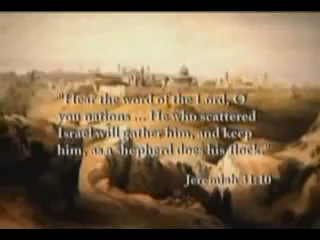 "Hear the word of the Lord, O
you nations ... He who scattered
Israel will gather him, and keep
him, as a shepherd does his flock."
Jeremiah 31:10